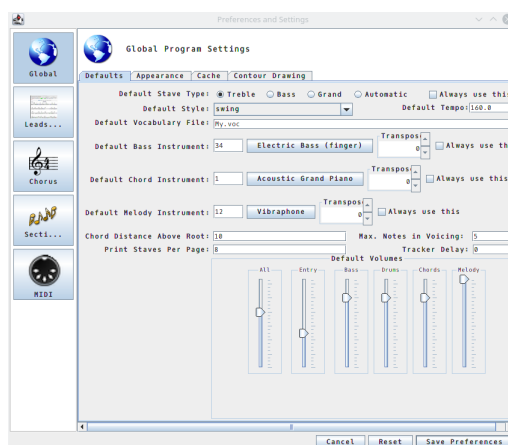 Preferences and Settings
Global Program Settings
Global
Defaults Appearance Cache Contour Drawing
Default Stave Type: Treble Bass Grand Automatic Always use this
Default Style: swing Default Tempo: 160.0
Leads...
Default Vocabulary File: My.voc
Transpos
Default Bass Instrument: 34 Electric Bass (finger) 0 Always use th
Transpos
Default Chord Instrument: 1 Acoustic Grand Piano 0 Always use this
Chorus
Transpos
Default Melody Instrument: 12 Vibraphone 0 Always use this
Secti...
Chord Distance Above Root: 10 Max. Notes in Voicing: 5
Print Staves Per Page: 8 Tracker Delay: 0
Default Volumes
All Entry Bass Drums Chords Melody
MIDI
Cancel Reset Save Preferences